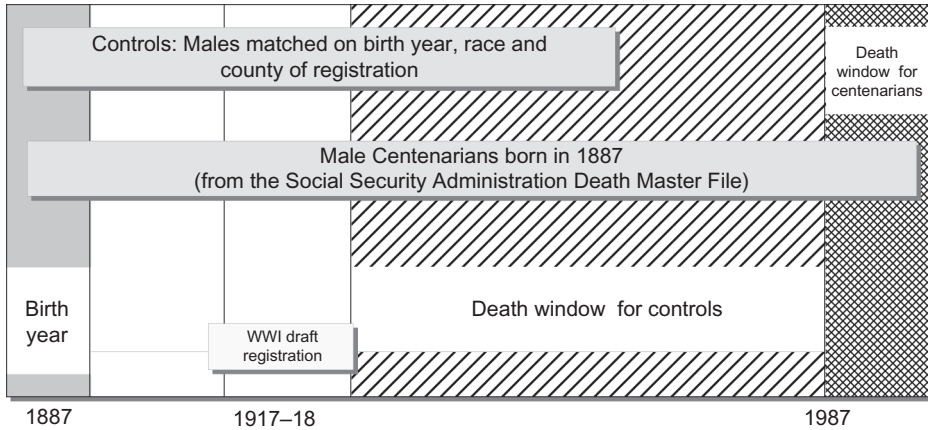 Controls: Males matched on birth year, race and
county of registration
Death
window for
centenarians
Male Centenarians born in 1887
(from the Social Security Administration Death Master File)
Birth
year
WWI draft
registration
Death window for controls
1887
1917–18
1987